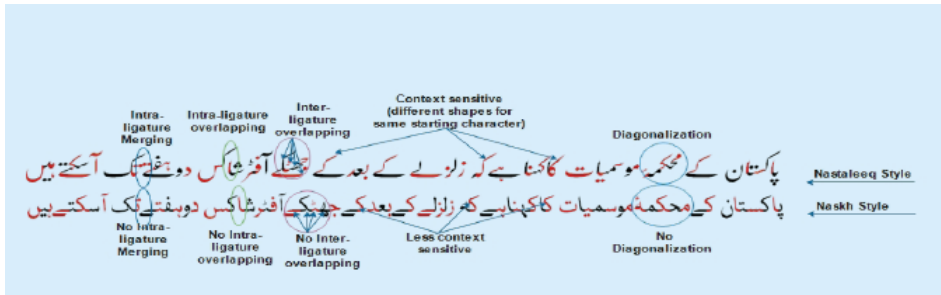 Intra-
ligature
Merging
Intra-ligature
overlapping
Inter-
ligature
overlapping
Context sensitive
(different shapes for
same starting character)
Diagonalization
پاکستان کے محکمہ موسمیات کا کہنا ہے کہ زلزلے کے بعد کے جھٹکے آفٹر شاکس دو ہفتے تک آ سکتے ہیں
Nastaleeq Style
پاکستان کے محکمۂ موسمیات کا کہنا ہے کہ زلزلے کے بعد کے جھٹکے آفٹر شاکس دو ہفتے تک آ سکتے ہیں
Naskh Style
No Intra-
ligature
Merging
No Intra-ligature
overlapping
No Inter-
ligature
overlapping
Less context
sensitive
No
Diagonalization